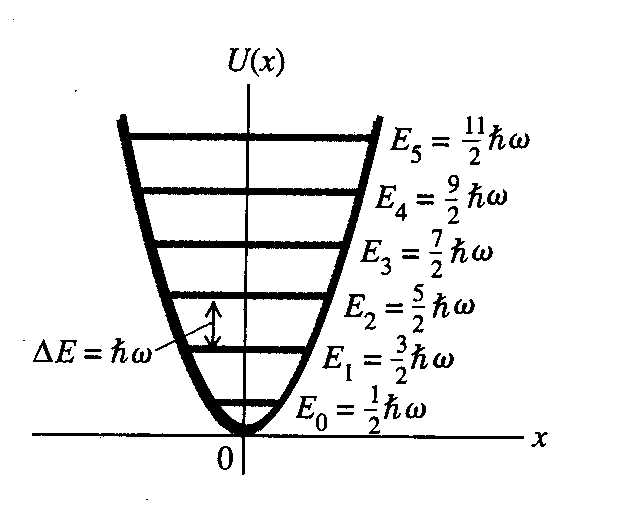 U(x)
E₅ = 11/2 ħω
E₄ = 9/2 ħω
E₃ = 7/2 ħω
E₂ = 5/2 ħω
ΔE = ħω
E₁ = 3/2 ħω
E₀ = 1/2 ħω
x
0